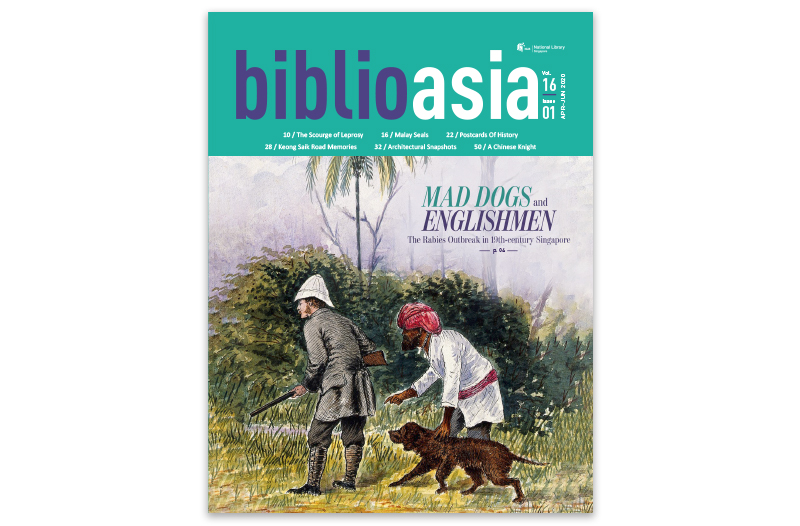 National Library
Singapore
biblioasia
Vol.
16
Issue
01
APR–JUN 2020
10 / The Scourge of Leprosy 16 / Malay Seals 22 / Postcards Of History
28 / Keong Saik Road Memories 32 / Architectural Snapshots 50 / A Chinese Knight
MAD DOGS and
ENGLISHMEN
The Rabies Outbreak in 19th-century Singapore
p. 04